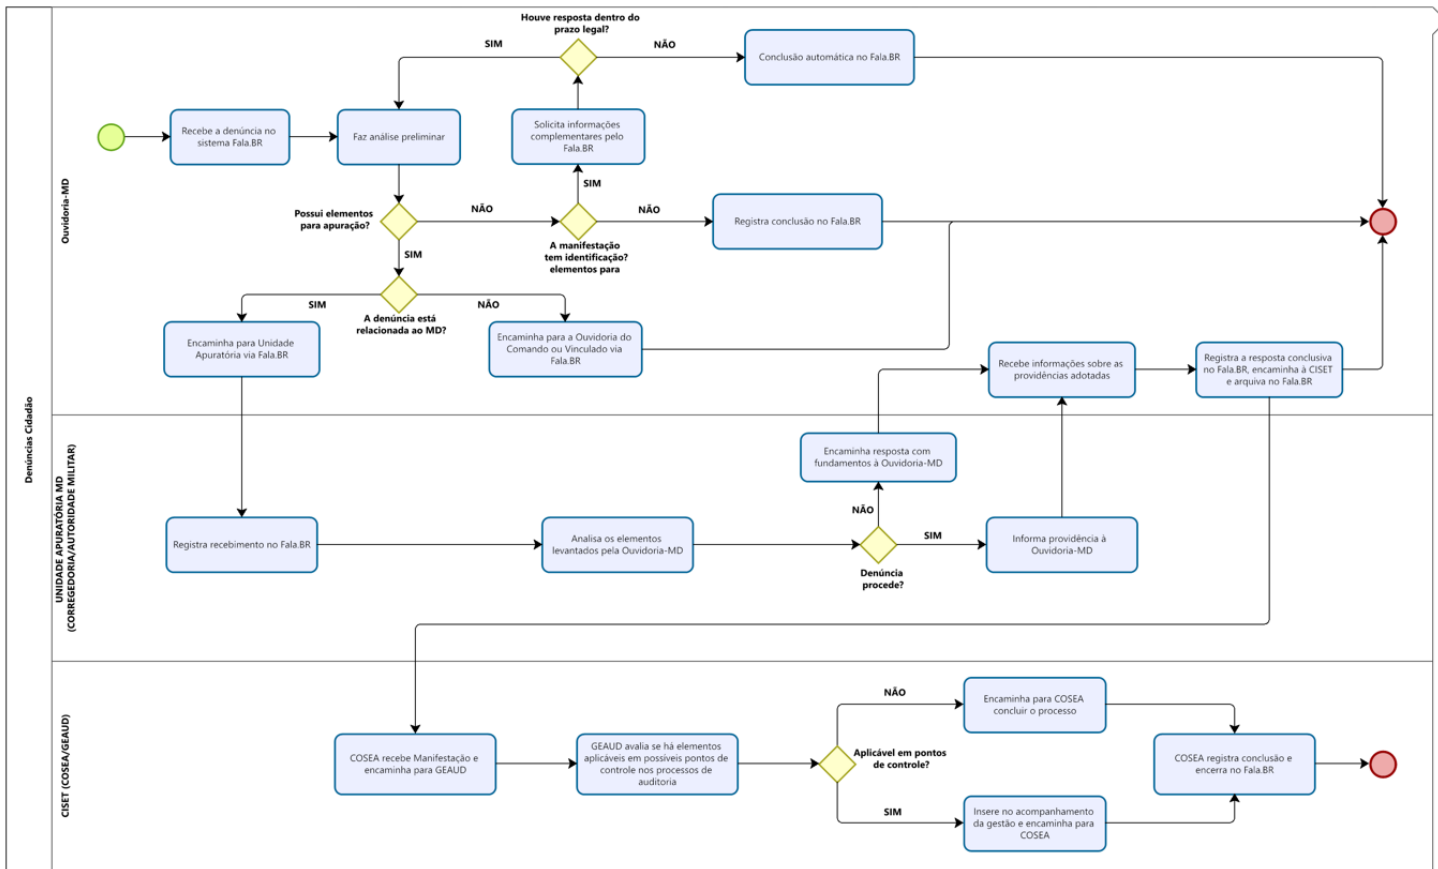 Denúncias Cidadão
Ouvidoria-MD
Houve resposta dentro do
prazo legal?
SIM
NÃO
Conclusão automática no Fala.BR
Recebe a denúncia no
sistema Fala.BR
Faz análise preliminar
Solicita informações
complementares pelo
Fala.BR
SIM
Possui elementos
para apuração?
NÃO
NÃO
Registra conclusão no Fala.BR
A manifestação
tem identificação?
elementos para
SIM
SIM
NÃO
A denúncia está
relacionada ao MD?
Encaminha para Unidade
Apuratória via Fala.BR
Encaminha para a Ouvidoria do
Comando ou Vinculado via
Fala.BR
Recebe informações sobre as
providências adotadas
Registra a resposta conclusiva
no Fala.BR, encaminha à CISET
e arquiva no Fala.BR
UNIDADE APURATÓRIA MD
(CORREGEDORIA/AUTORIDADE MILITAR)
Encaminha resposta com
fundamentos à Ouvidoria-MD
NÃO
Registra recebimento no Fala.BR
Analisa os elementos
levantados pela Ouvidoria-MD
SIM
Informa providência à
Ouvidoria-MD
Denúncia
procede?
CISET (COSEA/GEAUD)
NÃO
Encaminha para COSEA
concluir o processo
COSEA recebe Manifestação e
encaminha para GEAUD
GEAUD avalia se há elementos
aplicáveis em possíveis pontos de
controle nos processos de
auditoria
Aplicável em pontos
de controle?
COSEA registra conclusão e
encerra no Fala.BR
SIM
Insere no acompanhamento
da gestão e encaminha para
COSEA